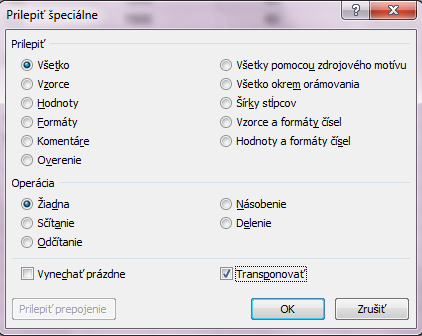 Prilepiť špeciálne
Prilepiť
Všetko
Všetky pomocou zdrojového motívu
Vzorce
Všetko okrem orámovania
Hodnoty
Šírky stĺpcov
Formáty
Vzorce a formáty čísel
Komentáre
Hodnoty a formáty čísel
Overenie
Operácia
Žiadna
Násobenie
Sčítanie
Delenie
Odčítanie
Vynechať prázdne
Transponovať
Prilepiť prepojenie
OK
Zrušiť